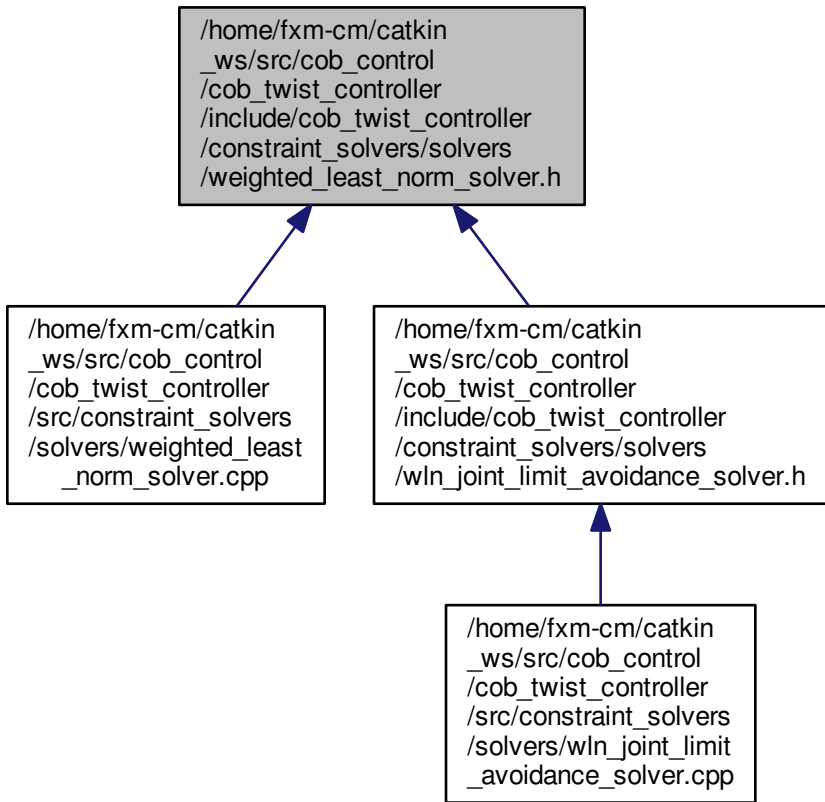 /home/fxm-cm/catkin
_ws/src/cob_control
/cob_twist_controller
/include/cob_twist_controller
/constraint_solvers/solvers
/weighted_least_norm_solver.h
/home/fxm-cm/catkin
_ws/src/cob_control
/cob_twist_controller
/src/constraint_solvers
/solvers/weighted_least
_norm_solver.cpp
/home/fxm-cm/catkin
_ws/src/cob_control
/cob_twist_controller
/include/cob_twist_controller
/constraint_solvers/solvers
/wln_joint_limit_avoidance_solver.h
/home/fxm-cm/catkin
_ws/src/cob_control
/cob_twist_controller
/src/constraint_solvers
/solvers/wln_joint_limit
_avoidance_solver.cpp